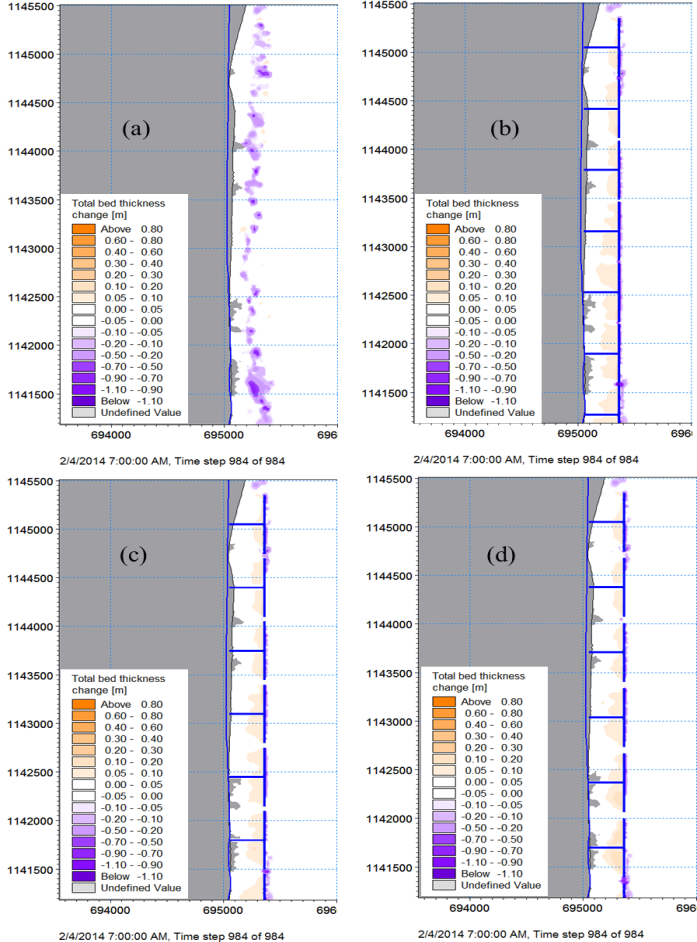 1145500
1145000
1144500
1144000
1143500
1143000
1142500
1142000
1141500
(a)
Total bed thickness
change [m]
Above 0.80
0.60 - 0.80
0.40 - 0.60
0.30 - 0.40
0.20 - 0.30
0.10 - 0.20
0.05 - 0.10
0.00 - 0.05
-0.05 - 0.00
-0.10 - -0.05
-0.20 - -0.10
-0.50 - -0.20
-0.70 - -0.50
-0.90 - -0.70
-1.10 - -0.90
Below -1.10
Undefined Value
694000 695000 696
2/4/2014 7:00:00 AM, Time step 984 of 984
1145500
1145000
1144500
1144000
1143500
1143000
1142500
1142000
1141500
(b)
Total bed thickness
change [m]
Above 0.80
0.60 - 0.80
0.40 - 0.60
0.30 - 0.40
0.20 - 0.30
0.10 - 0.20
0.05 - 0.10
0.00 - 0.05
-0.05 - 0.00
-0.10 - -0.05
-0.20 - -0.10
-0.50 - -0.20
-0.70 - -0.50
-0.90 - -0.70
-1.10 - -0.90
Below -1.10
Undefined Value
694000 695000 696
2/4/2014 7:00:00 AM, Time step 984 of 984
1145500
1145000
1144500
1144000
1143500
1143000
1142500
1142000
1141500
(c)
Total bed thickness
change [m]
Above 0.80
0.60 - 0.80
0.40 - 0.60
0.30 - 0.40
0.20 - 0.30
0.10 - 0.20
0.05 - 0.10
0.00 - 0.05
-0.05 - 0.00
-0.10 - -0.05
-0.20 - -0.10
-0.50 - -0.20
-0.70 - -0.50
-0.90 - -0.70
-1.10 - -0.90
Below -1.10
Undefined Value
694000 695000 696
2/4/2014 7:00:00 AM, Time step 984 of 984
1145500
1145000
1144500
1144000
1143500
1143000
1142500
1142000
1141500
(d)
Total bed thickness
change [m]
Above 0.80
0.60 - 0.80
0.40 - 0.60
0.30 - 0.40
0.20 - 0.30
0.10 - 0.20
0.05 - 0.10
0.00 - 0.05
-0.05 - 0.00
-0.10 - -0.05
-0.20 - -0.10
-0.50 - -0.20
-0.70 - -0.50
-0.90 - -0.70
-1.10 - -0.90
Below -1.10
Undefined Value
694000 695000 696
2/4/2014 7:00:00 AM, Time step 984 of 984